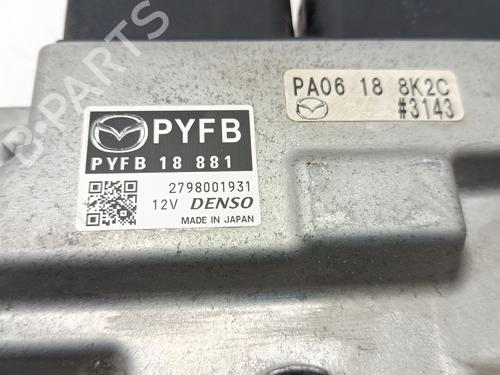 PA06 18 8K2C
#3143
PYFB
PYFB 18 881
2798001931
12V DENSO
MADE IN JAPAN
B-PARTS